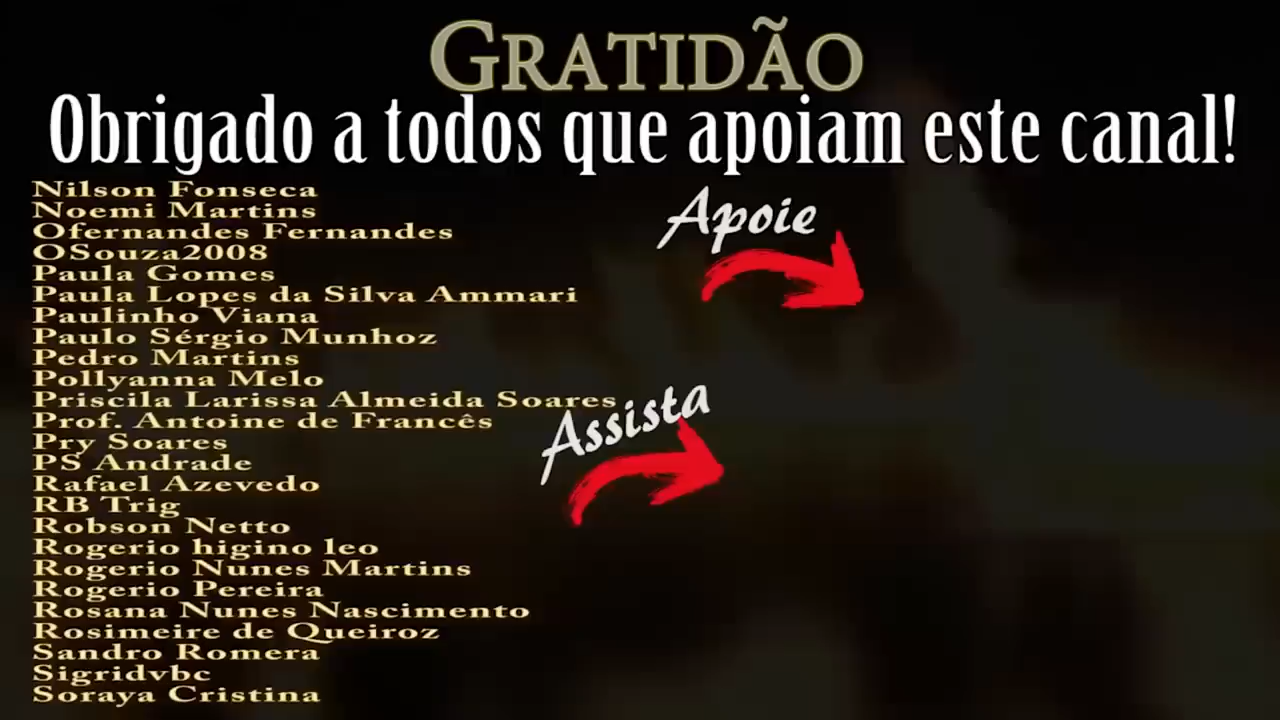 GRATIDÃO
Obrigado a todos que apoiam este canal!
Nilson Fonseca
Noemi Martins
Ofernandes Fernandes
OSouza2008
Paula Gomes
Paula Lopes da Silva Ammari
Paulinho Viana
Paulo Sérgio Munhoz
Pedro Martins
Pollyanna Melo
Priscila Larissa Almeida Soares
Prof. Antoine de Francês
Pry Soares
PS Andrade
Rafael Azevedo
RB Trig
Robson Netto
Rogerio higino leo
Rogerio Nunes Martins
Rogerio Pereira
Rosana Nunes Nascimento
Rosimeire de Queiroz
Sandro Romera
Sigridvbc
Soraya Cristina
Apoie
Assista